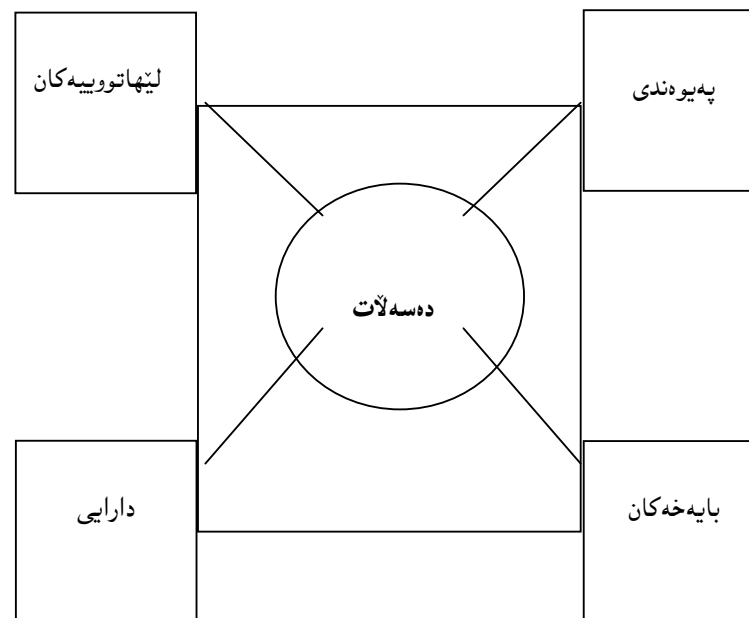 پەیوەندی
لێهاتووییەکان
دەسەڵات
بایەخەکان
دارایی